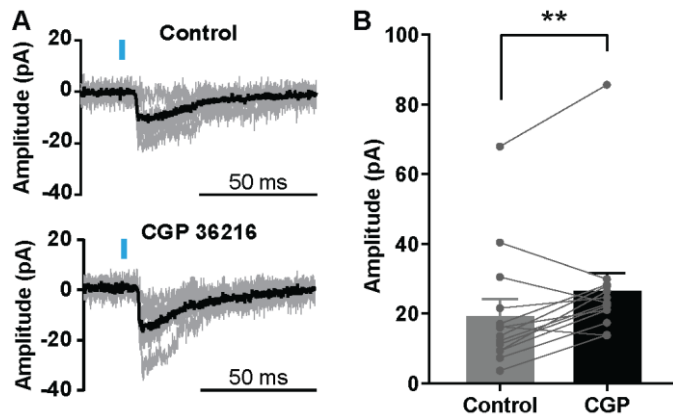 A
Control
Amplitude (pA)
20
0
-20
-40
50 ms
CGP 36216
Amplitude (pA)
20
0
-20
-40
50 ms
B
**
Amplitude (pA)
100
80
60
40
20
0
Control CGP